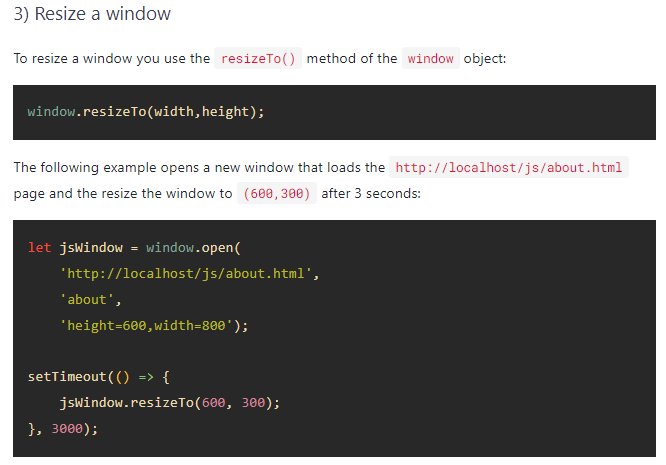 3) Resize a window
To resize a window you use the resizeTo() method of the window object:
window.resizeTo(width,height);
The following example opens a new window that loads the http://localhost/js/about.html
page and the resize the window to (600,300) after 3 seconds:
let jsWindow = window.open(
    'http://localhost/js/about.html',
    'about',
    'height=600,width=800');
setTimeout(() => {
    jsWindow.resizeTo(600, 300);
}, 3000);